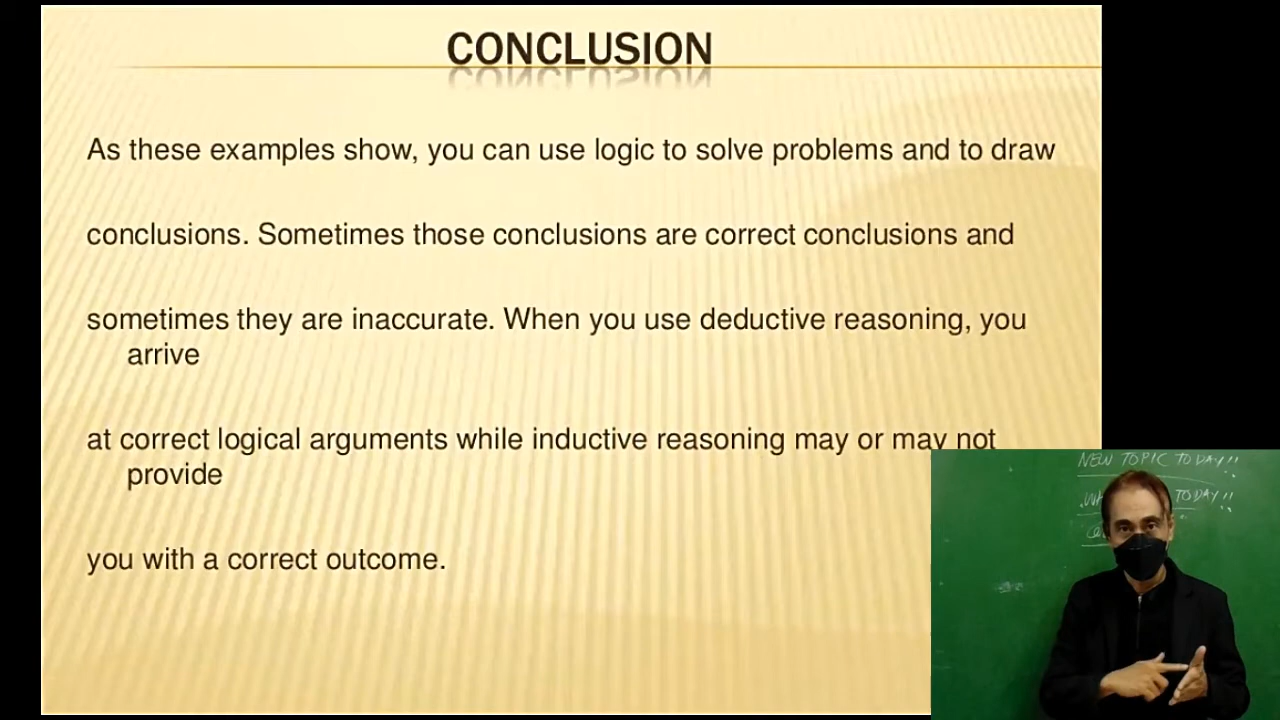 CONCLUSION
As these examples show, you can use logic to solve problems and to draw
conclusions. Sometimes those conclusions are correct conclusions and
sometimes they are inaccurate. When you use deductive reasoning, you
arrive
at correct logical arguments while inductive reasoning may or may not
provide
you with a correct outcome.
NEW TOPIC TODAY!!
TODAY!!